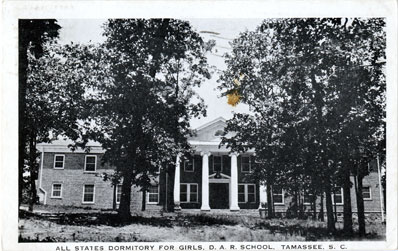 ALL STATES DORMITORY FOR GIRLS, D. A. R. SCHOOL, TAMASSEE, S. C.